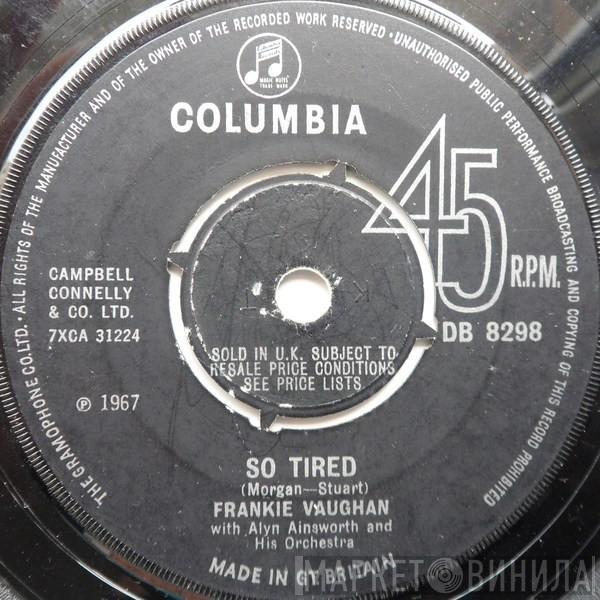 THE GRAMOPHONE CO. LTD. · ALL RIGHTS OF THE MANUFACTURER AND OF THE OWNER OF THE RECORDED WORK RESERVED · UNAUTHORISED PUBLIC PERFORMANCE BROADCASTING AND COPYING OF THIS RECORD PROHIBITED
MAGIC NOTES
TRADE MARK
COLUMBIA
45
R.P.M.
CAMPBELL
CONNELLY
& CO. LTD.
7XCA 31224
DB 8298
SOLD IN U.K. SUBJECT TO
RESALE PRICE CONDITIONS
SEE PRICE LISTS
℗ 1967
SO TIRED
(Morgan—Stuart)
FRANKIE VAUGHAN
with Alyn Ainsworth and
His Orchestra
MADE IN GT. BRITAIN
МАРКЕТ ВИНИЛА